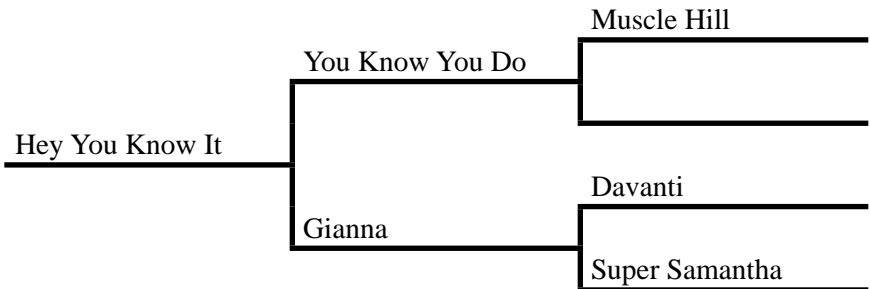 Muscle Hill
You Know You Do
Hey You Know It
Davanti
Gianna
Super Samantha